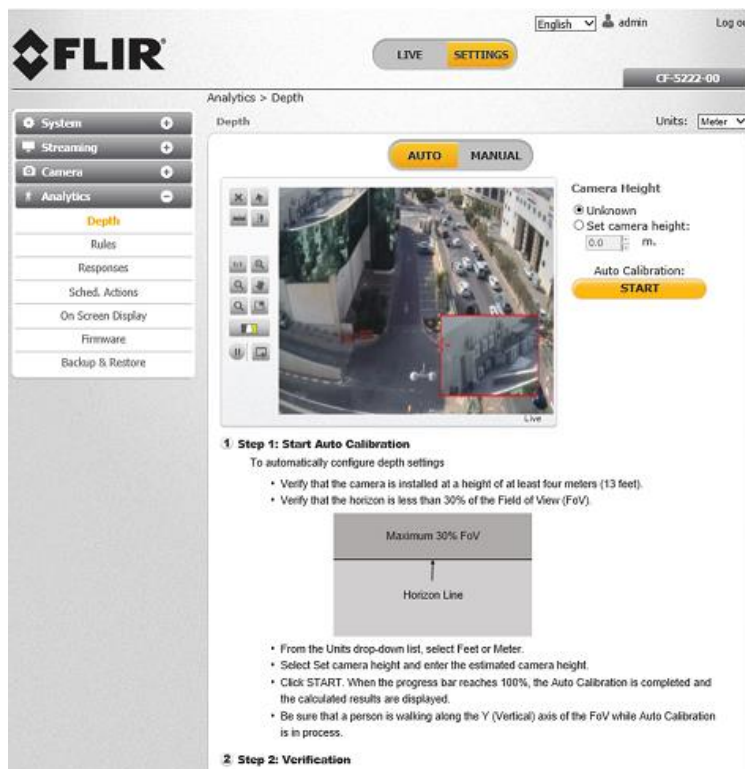 English
admin
Log ou
FLIR
LIVE
SETTINGS
CF-5222-00
Analytics > Depth
System
Streaming
Camera
Analytics
Depth
Rules
Responses
Sched. Actions
On Screen Display
Firmware
Backup & Restore
Depth
Units: Meter
AUTO
MANUAL
Camera Height
Unknown
Set camera height:
0.0 m.
Auto Calibration:
START
1:1
Live
1 Step 1: Start Auto Calibration
To automatically configure depth settings
• Verify that the camera is installed at a height of at least four meters (13 feet).
• Verify that the horizon is less than 30% of the Field of View (FoV).
Maximum 30% FoV
Horizon Line
• From the Units drop-down list, select Feet or Meter.
• Select Set camera height and enter the estimated camera height.
• Click START. When the progress bar reaches 100%, the Auto Calibration is completed and
the calculated results are displayed.
• Be sure that a person is walking along the Y (Vertical) axis of the FoV while Auto Calibration
is in process.
2 Step 2: Verification